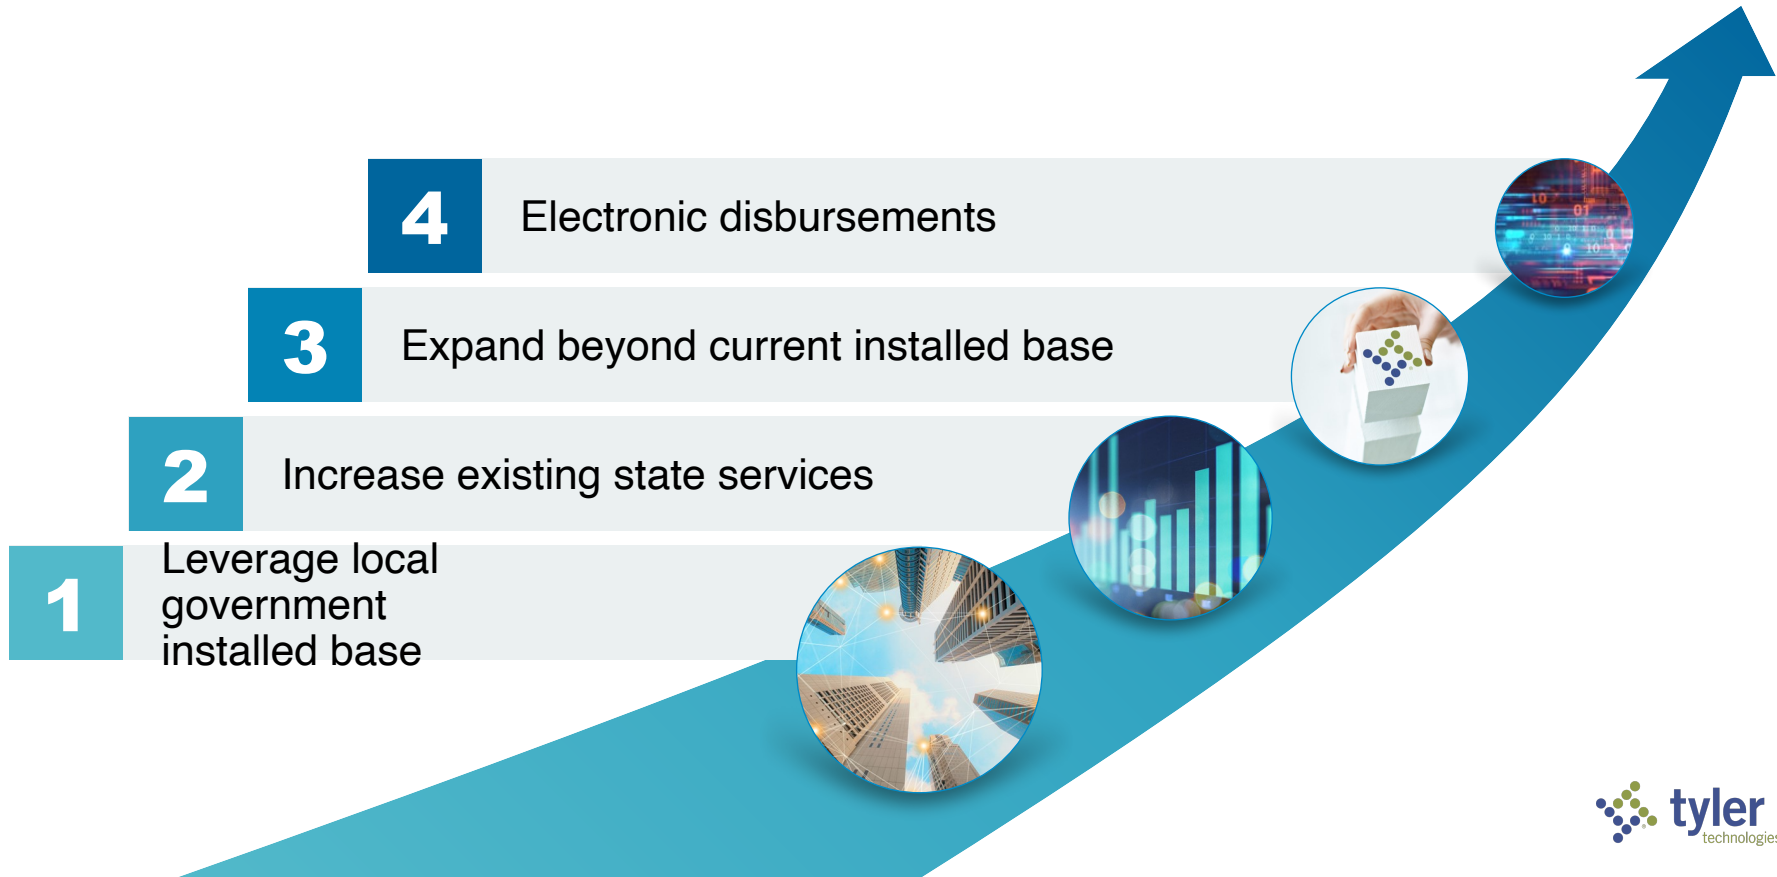 4
Electronic disbursements
3
Expand beyond current installed base
2
Increase existing state services
1
Leverage local
government
installed base
tyler
technologies